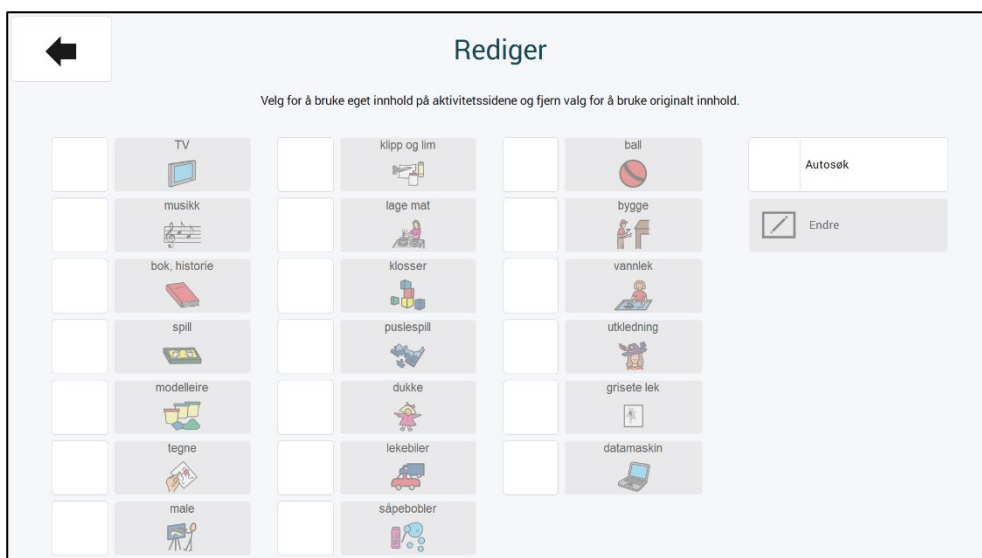 Rediger
Velg for å bruke eget innhold på aktivitetssidene og fjern valg for å bruke originalt innhold.
TV
klipp og lim
ball
Autosøk
musikk
lage mat
bygge
Endre
bok, historie
klosser
vannlek
spill
puslespill
utkledning
modelleire
dukke
grisete lek
tegne
lekebiler
datamaskin
male
såpebobler